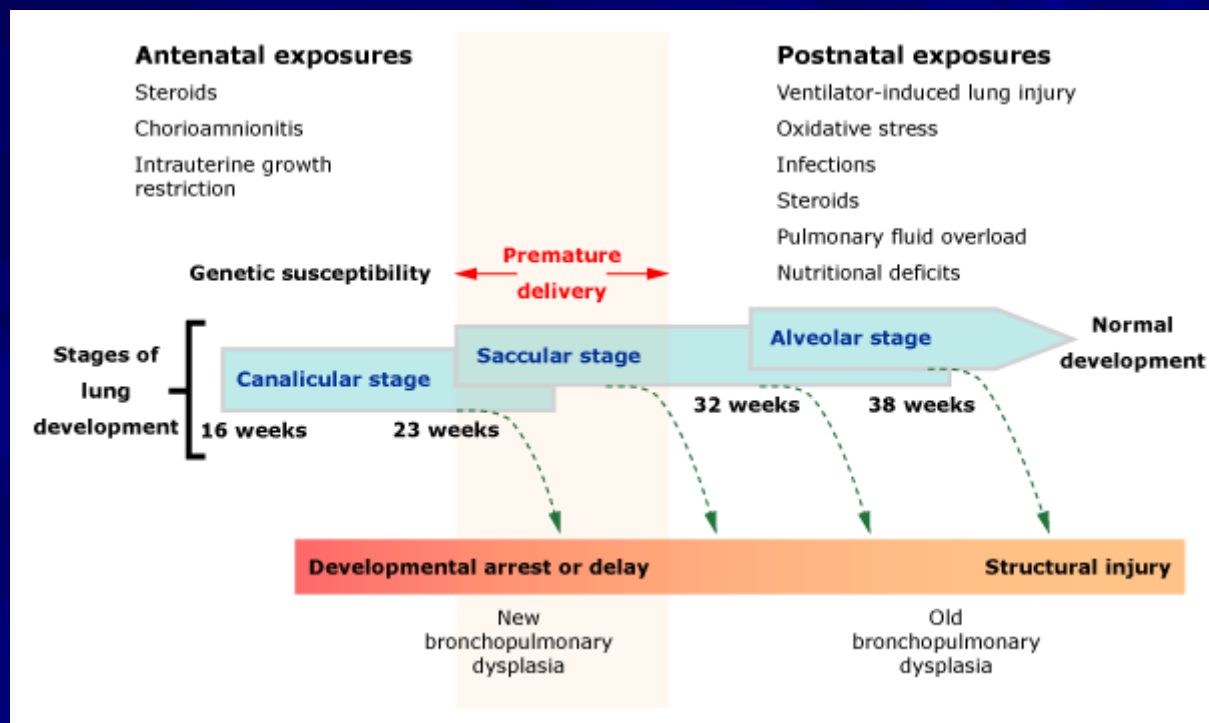 Antenatal exposures
Steroids
Chorioamnionitis
Intrauterine growth
restriction
Postnatal exposures
Ventilator-induced lung injury
Oxidative stress
Infections
Steroids
Pulmonary fluid overload
Nutritional deficits
Genetic susceptibility
Premature
delivery
Stages of
lung
development
Canalicular stage
Saccular stage
Alveolar stage
Normal
development
16 weeks
23 weeks
32 weeks
38 weeks
Developmental arrest or delay
Structural injury
New
bronchopulmonary
dysplasia
Old
bronchopulmonary
dysplasia